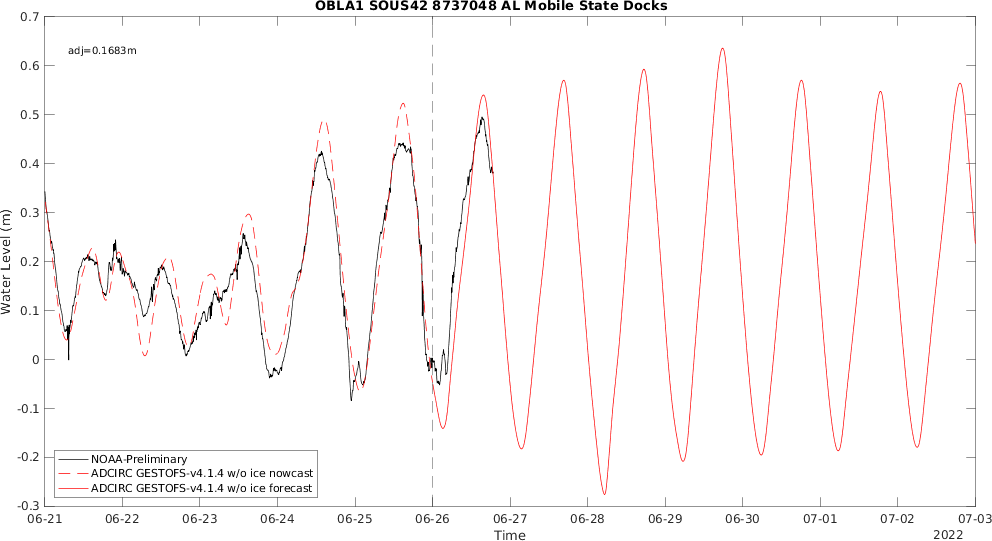 OBLA1 SOUS42 8737048 AL Mobile State Docks
adj=0.1683m
0.7
0.6
0.5
0.4
0.3
0.2
0.1
0
-0.1
-0.2
-0.3
Water Level (m)
NOAA-Preliminary
ADCIRC GESTOFS-v4.1.4 w/o ice nowcast
ADCIRC GESTOFS-v4.1.4 w/o ice forecast
06-21 06-22 06-23 06-24 06-25 06-26 06-27 06-28 06-29 06-30 07-01 07-02 07-03
Time
2022